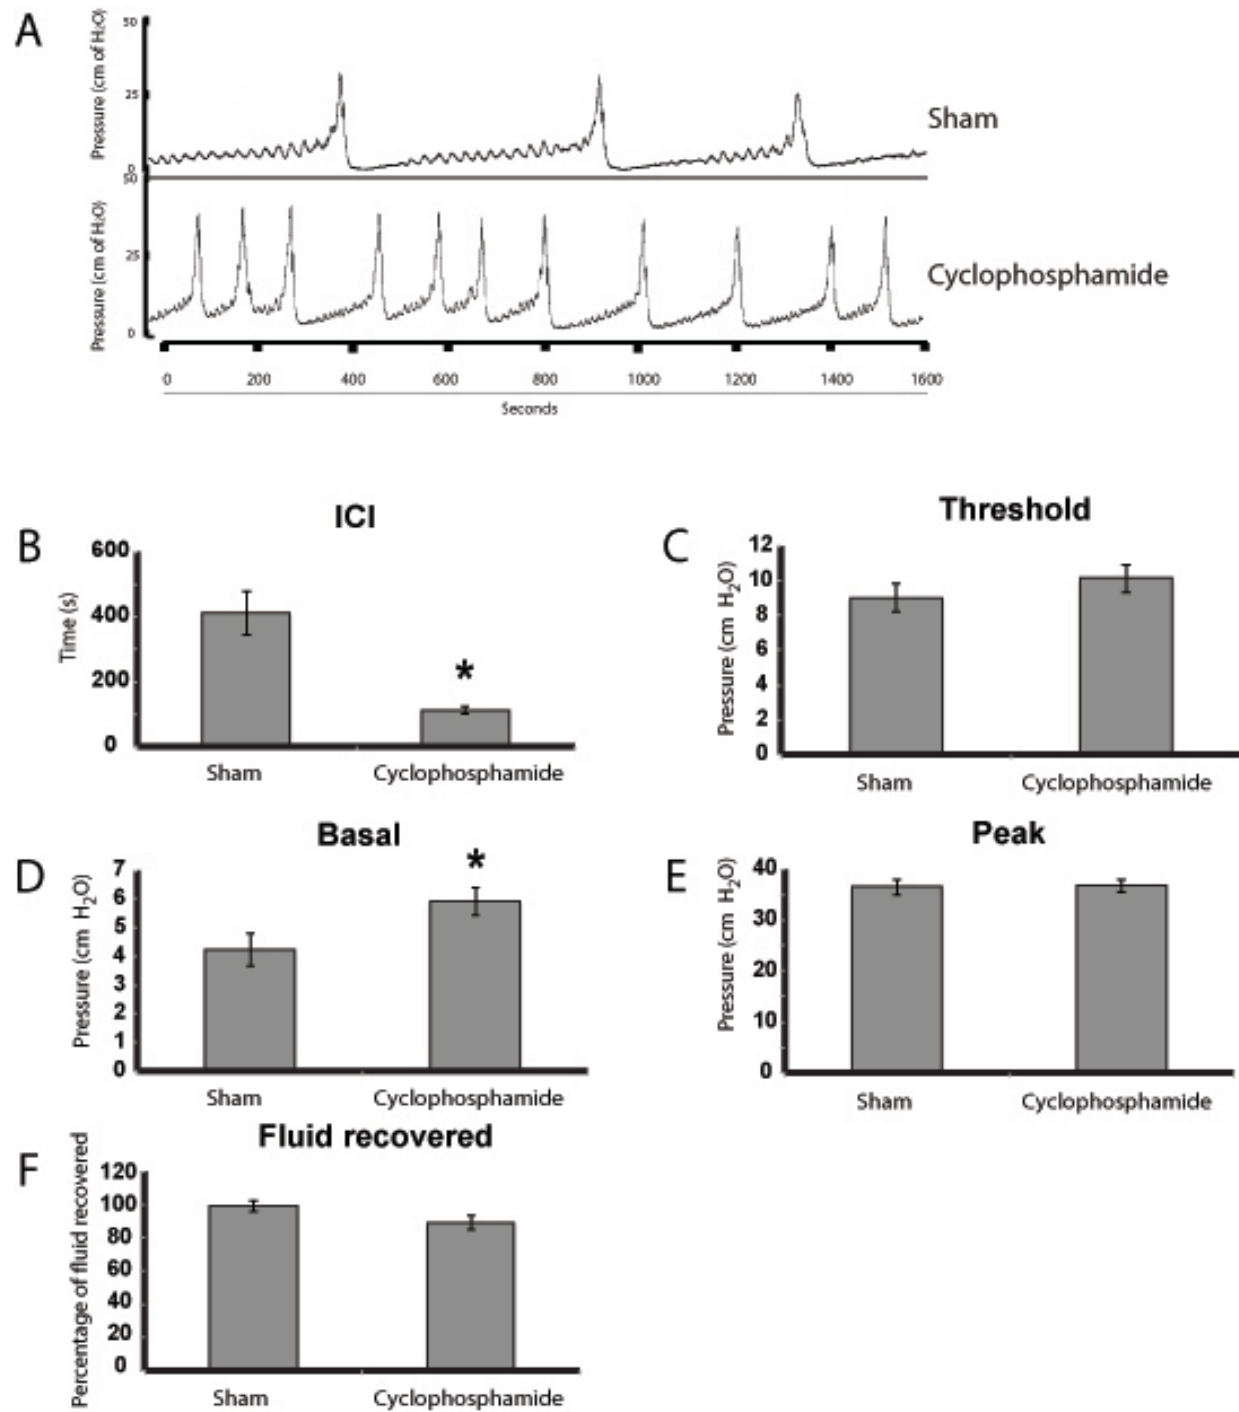 A
Pressure (cm of H₂O)
50
25
0
Sham
Pressure (cm of H₂O)
50
25
0
Cyclophosphamide
0 200 400 600 800 1000 1200 1400 1600
Seconds
B
ICI
Time (s)
600
400
200
0
Sham Cyclophosphamide
C
Threshold
Pressure (cm H₂O)
12
10
8
6
4
2
0
Sham Cyclophosphamide
D
Basal
Pressure (cm H₂O)
7
6
5
4
3
2
1
0
*
*
Sham Cyclophosphamide
E
Peak
Pressure (cm H₂O)
40
30
20
10
0
Sham Cyclophosphamide
F
Fluid recovered
Percentage of fluid recovered
120
100
80
60
40
20
0
Sham Cyclophosphamide